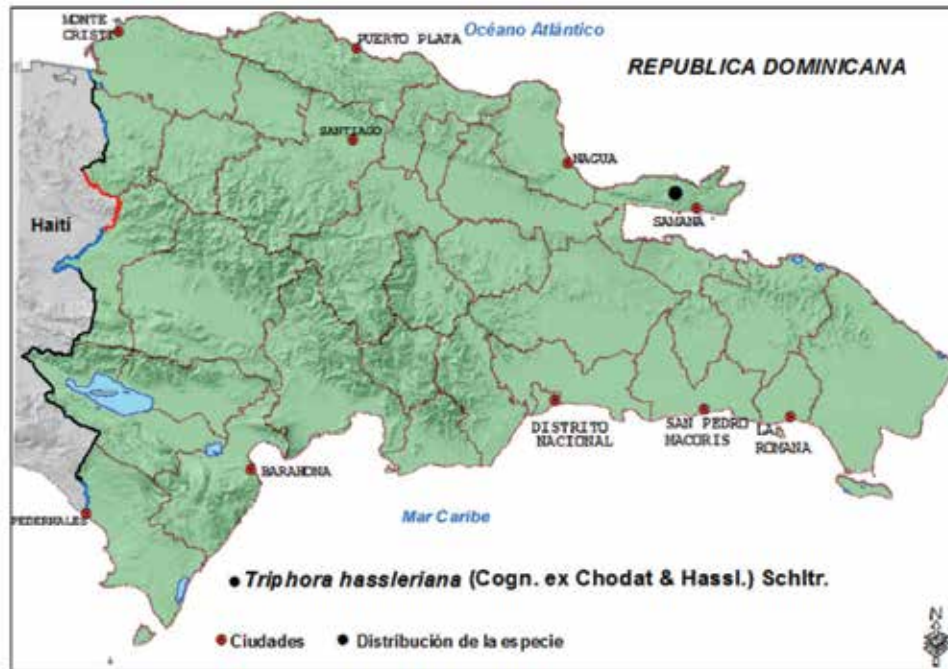 MONTE
CRISTI
PUERTO PLATA
Océano Atlántico
REPUBLICA DOMINICANA
SANTIAGO
NAGUA
SAMANA
Haití
DISTRITO
NACIONAL
SAN PEDRO
MACORIS
LA
ROMANA
BARAHONA
PEDERNALES
Mar Caribe
Triphora hassleriana (Cogn. ex Chodat & Hassl.) Schltr.
Ciudades
Distribución de la especie
N